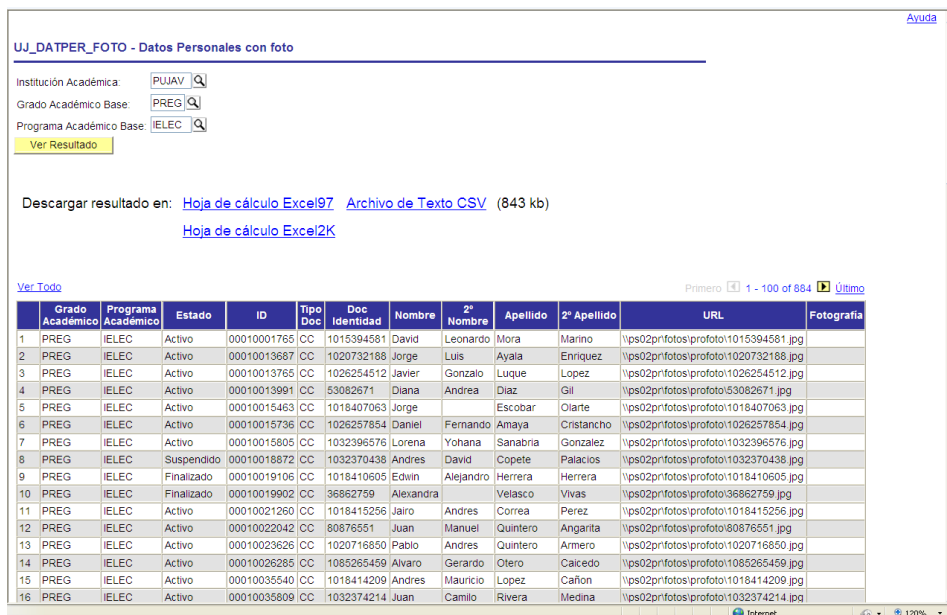 Ayuda
UJ_DATPER_FOTO - Datos Personales con foto
Institución Académica: PUJAV
Grado Académico Base: PREG
Programa Académico Base: IELEC
Ver Resultado
Descargar resultado en: Hoja de cálculo Excel97 Archivo de Texto CSV (843 kb)
Hoja de cálculo Excel2K
Ver Todo Primero 1 - 100 of 884 Último
Grado Académico Programa Académico Estado ID Tipo Doc Doc Identidad Nombre 2º Nombre Apellido 2º Apellido URL Fotografía
1 PREG IELEC Activo 00010001765 CC 1015394581 David Leonardo Mora Marino \\ps02pr\fotos\profoto\1015394581.jpg
2 PREG IELEC Activo 00010013687 CC 1020732188 Jorge Luis Ayala Enriquez \\ps02pr\fotos\profoto\1020732188.jpg
3 PREG IELEC Activo 00010013765 CC 1026254512 Javier Gonzalo Luque Lopez \\ps02pr\fotos\profoto\1026254512.jpg
4 PREG IELEC Activo 00010013991 CC 53082671 Diana Andrea Diaz Gil \\ps02pr\fotos\profoto\53082671.jpg
5 PREG IELEC Activo 00010015463 CC 1018407063 Jorge Escobar Olarte \\ps02pr\fotos\profoto\1018407063.jpg
6 PREG IELEC Activo 00010015736 CC 1026257854 Daniel Fernando Amaya Cristancho \\ps02pr\fotos\profoto\1026257854.jpg
7 PREG IELEC Activo 00010015805 CC 1032396576 Lorena Yohana Sanabria Gonzalez \\ps02pr\fotos\profoto\1032396576.jpg
8 PREG IELEC Suspendido 00010018872 CC 1032370438 Andres David Copete Palacios \\ps02pr\fotos\profoto\1032370438.jpg
9 PREG IELEC Finalizado 00010019106 CC 1018410605 Edwin Alejandro Herrera Herrera \\ps02pr\fotos\profoto\1018410605.jpg
10 PREG IELEC Finalizado 00010019902 CC 36862759 Alexandra Velasco Vivas \\ps02pr\fotos\profoto\36862759.jpg
11 PREG IELEC Activo 00010021260 CC 1018415256 Jairo Andres Correa Perez \\ps02pr\fotos\profoto\1018415256.jpg
12 PREG IELEC Activo 00010022042 CC 80876551 Juan Manuel Quintero Angarita \\ps02pr\fotos\profoto\80876551.jpg
13 PREG IELEC Activo 00010023626 CC 1020716850 Pablo Andres Quintero Armero \\ps02pr\fotos\profoto\1020716850.jpg
14 PREG IELEC Activo 00010026285 CC 1085265459 Alvaro Gerardo Otero Caicedo \\ps02pr\fotos\profoto\1085265459.jpg
15 PREG IELEC Activo 00010035540 CC 1018414209 Andres Mauricio Lopez Cañon \\ps02pr\fotos\profoto\1018414209.jpg
16 PREG IELEC Activo 00010035809 CC 1032374214 Juan Camilo Rivera Medina \\ps02pr\fotos\profoto\1032374214.jpg
Internet 120%